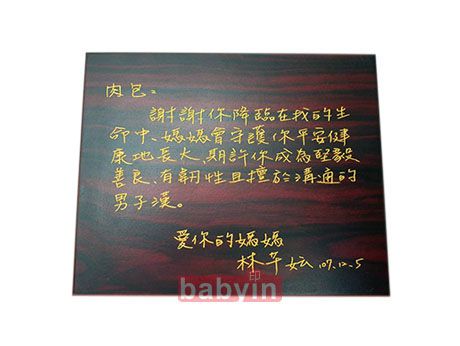 肉包：
謝謝你降臨在我的生
命中、媽媽會守護你平安健
康地長大,期許你成為堅毅
善良、有韌性且擅於溝通的
男子漢。
愛你的媽媽
林芊妘 107.12.5
印
babyin